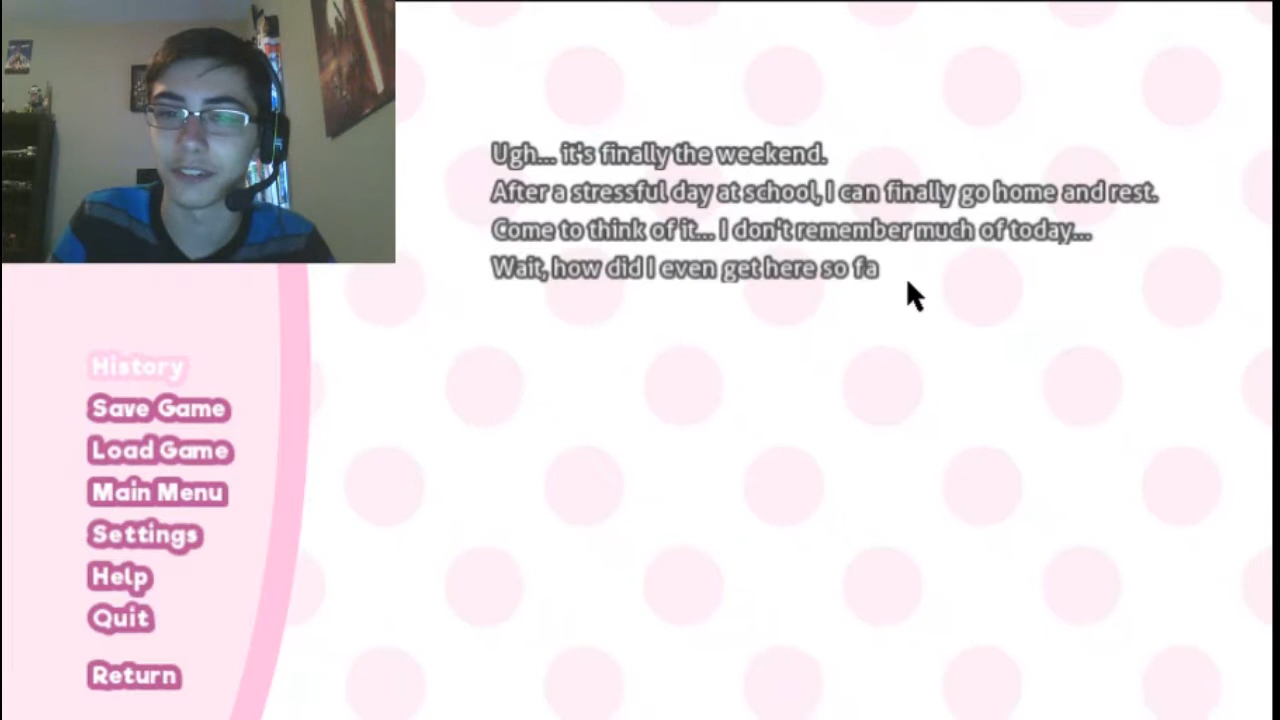 Ugh... it's finally the weekend.
After a stressful day at school, I can finally go home and rest.
Come to think of it... I don't remember much of today...
Wait, how did I even get here so fa
History
Save Game
Load Game
Main Menu
Settings
Help
Quit
Return